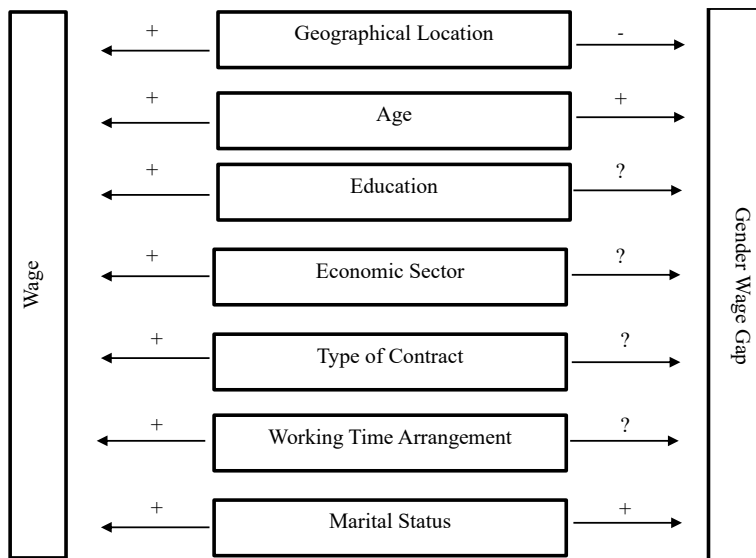 + Geographical Location -
+ Age +
+ Education ?
+ Economic Sector ?
+ Type of Contract ?
+ Working Time Arrangement ?
+ Marital Status +
Wage
Gender Wage Gap